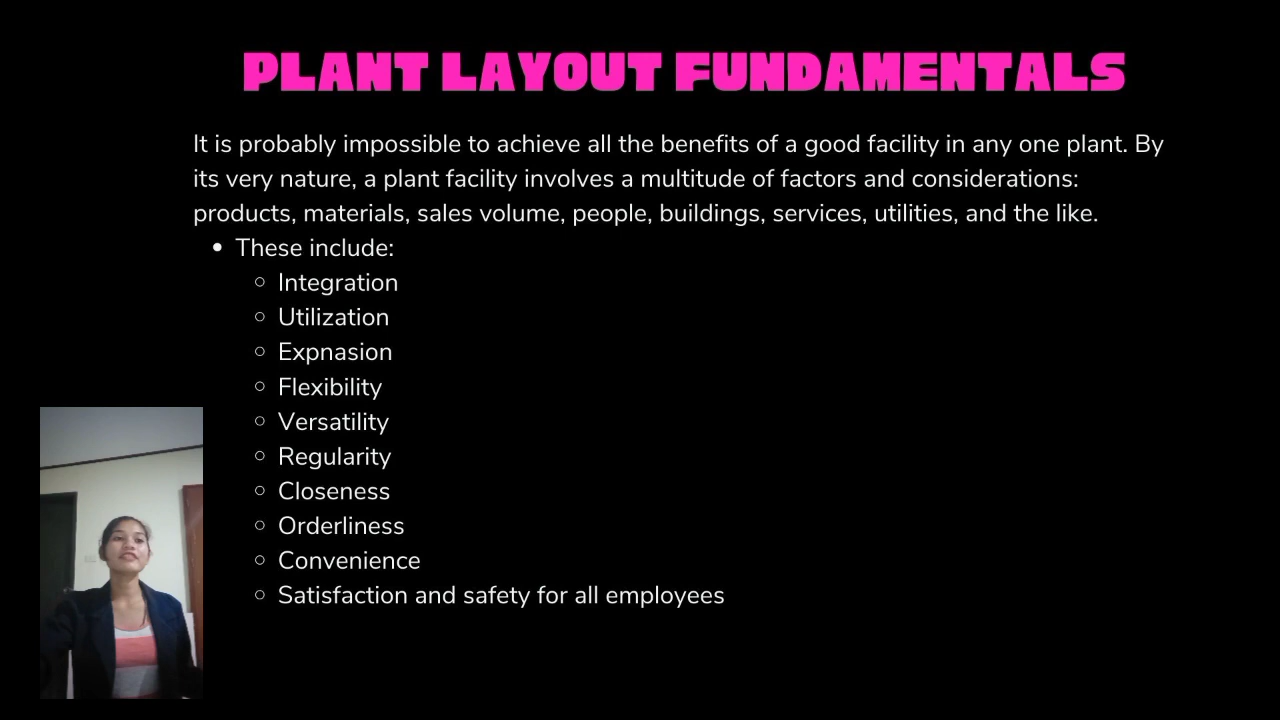 PLANT LAYOUT FUNDAMENTALS
It is probably impossible to achieve all the benefits of a good facility in any one plant. By
its very nature, a plant facility involves a multitude of factors and considerations:
products, materials, sales volume, people, buildings, services, utilities, and the like.
These include:
Integration
Utilization
Expnasion
Flexibility
Versatility
Regularity
Closeness
Orderliness
Convenience
Satisfaction and safety for all employees